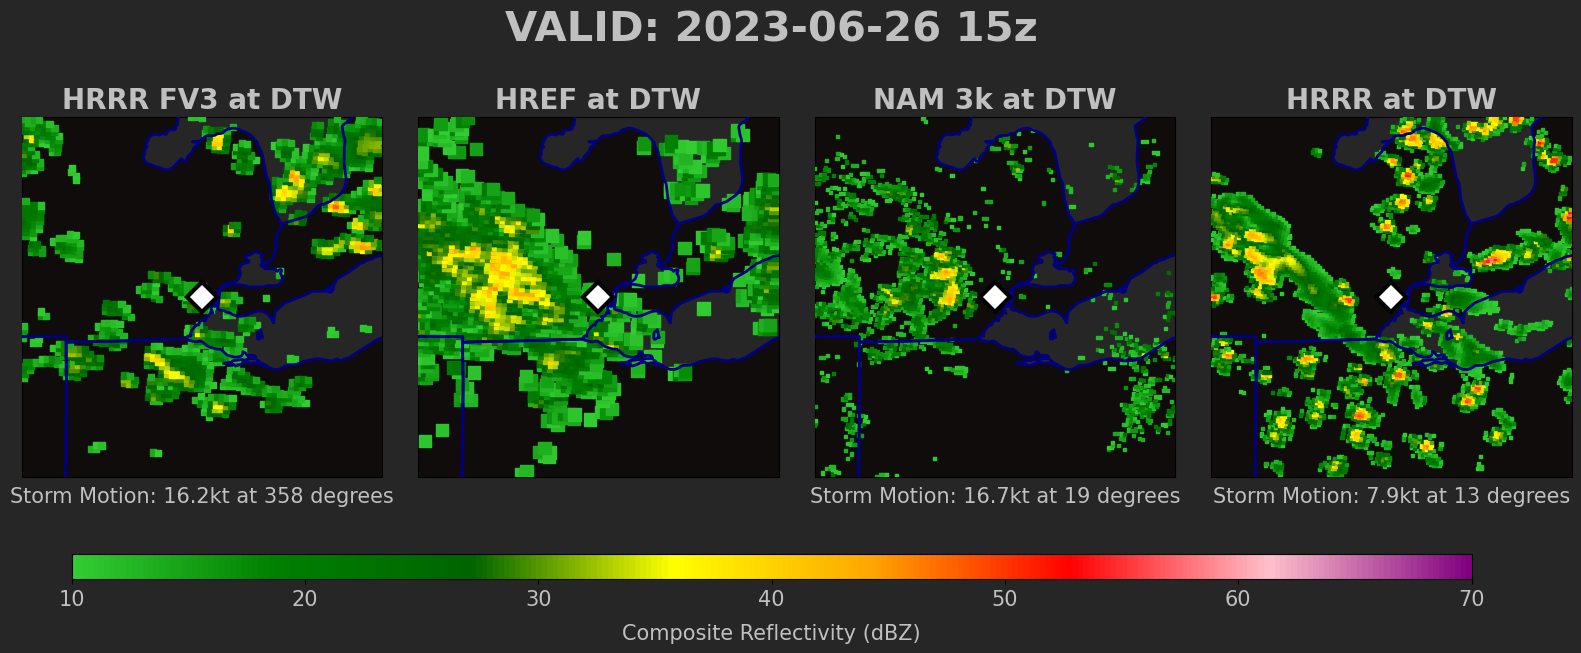 VALID: 2023-06-26 15z
HRRR FV3 at DTW
HREF at DTW
NAM 3k at DTW
HRRR at DTW
Storm Motion: 16.2kt at 358 degrees
Storm Motion: 16.7kt at 19 degrees
Storm Motion: 7.9kt at 13 degrees
10 20 30 40 50 60 70
Composite Reflectivity (dBZ)